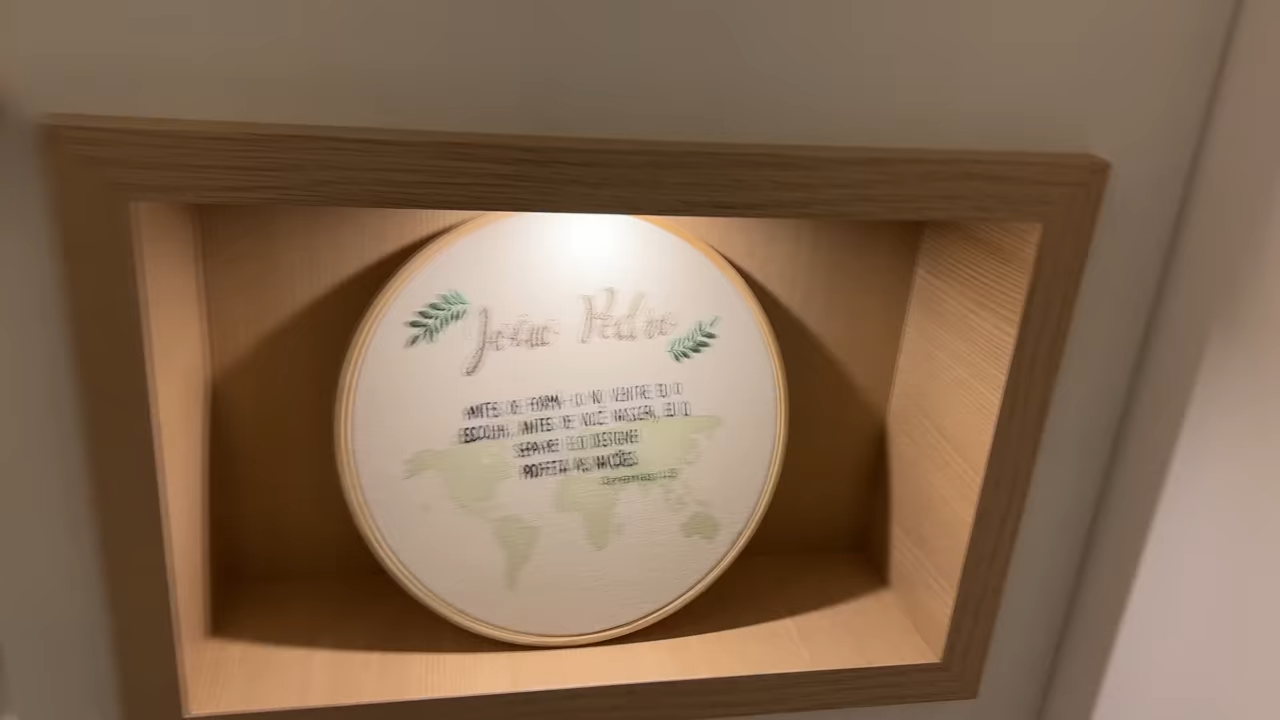 João Pedro
ANTES DE FORMÁ-LO NO VENTRE EU O
ESCOLHI; ANTES DE VOCÊ NASCER, EU O
SEPAREI E O DESIGNEI
PROFETA ÀS NAÇÕES